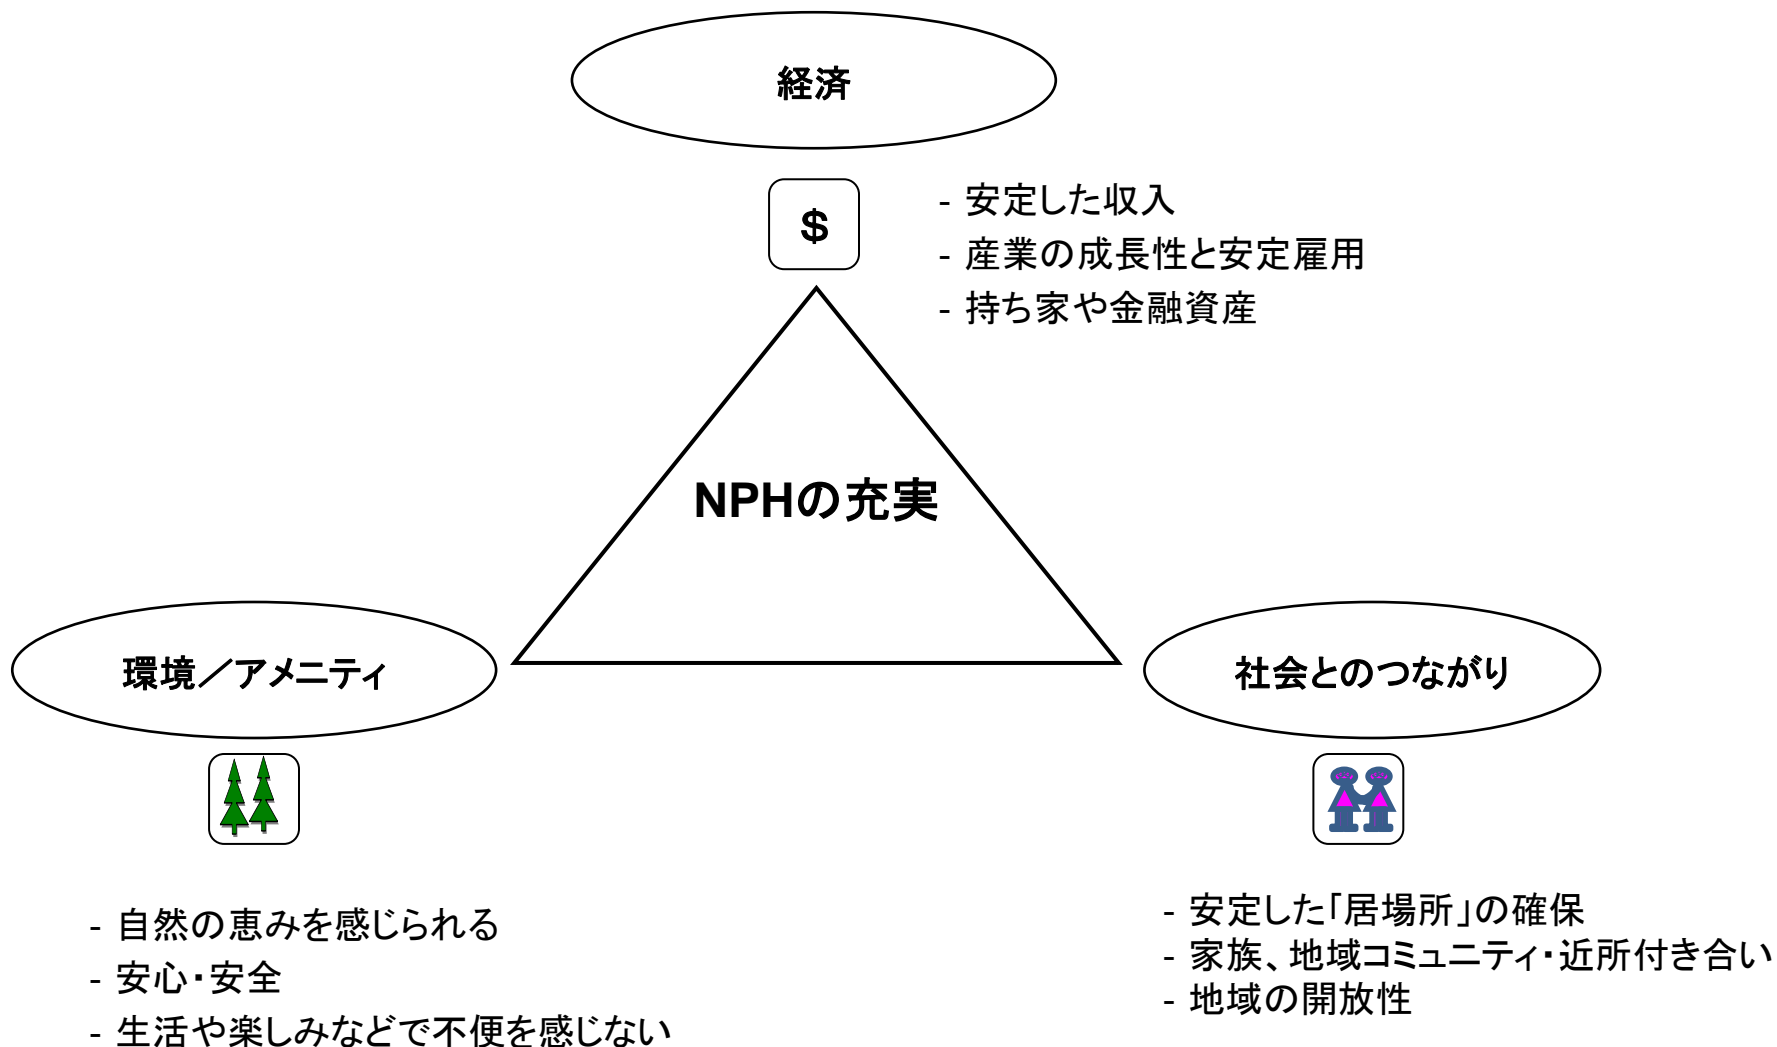 経済
$
- 安定した収入
- 産業の成長性と安定雇用
- 持ち家や金融資産
NPHの充実
環境／アメニティ
社会とのつながり
- 自然の恵みを感じられる
- 安心・安全
- 生活や楽しみなどで不便を感じない
- 安定した「居場所」の確保
- 家族、地域コミュニティ・近所付き合い
- 地域の開放性